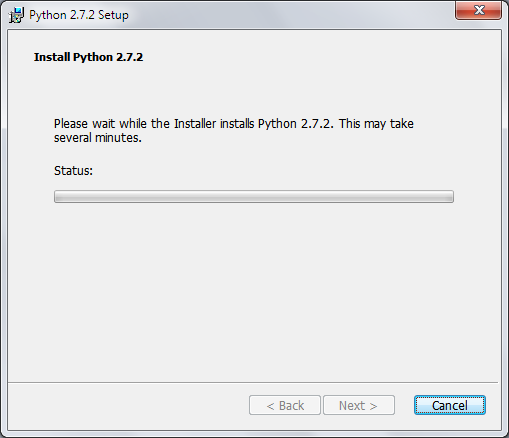 Python 2.7.2 Setup
Install Python 2.7.2
Please wait while the Installer installs Python 2.7.2. This may take
several minutes.
Status:
< Back Next > Cancel